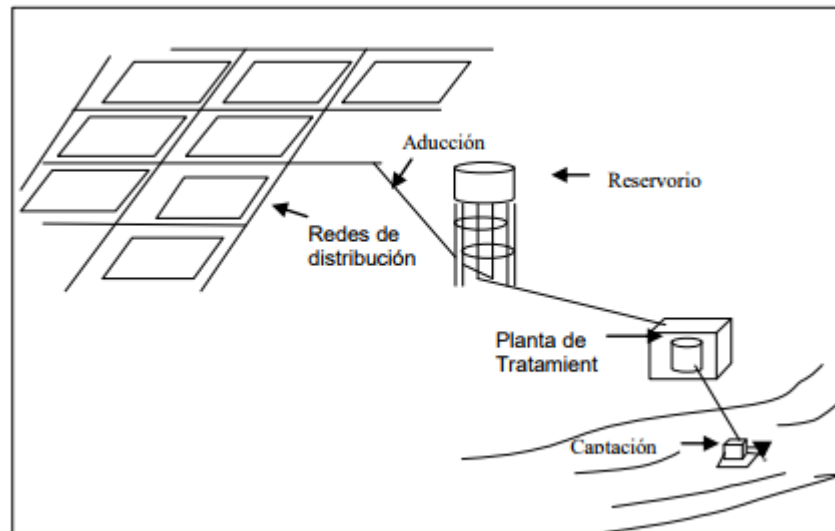 Aducción
Reservorio
Redes de
distribución
Planta de
Tratamient
Captación